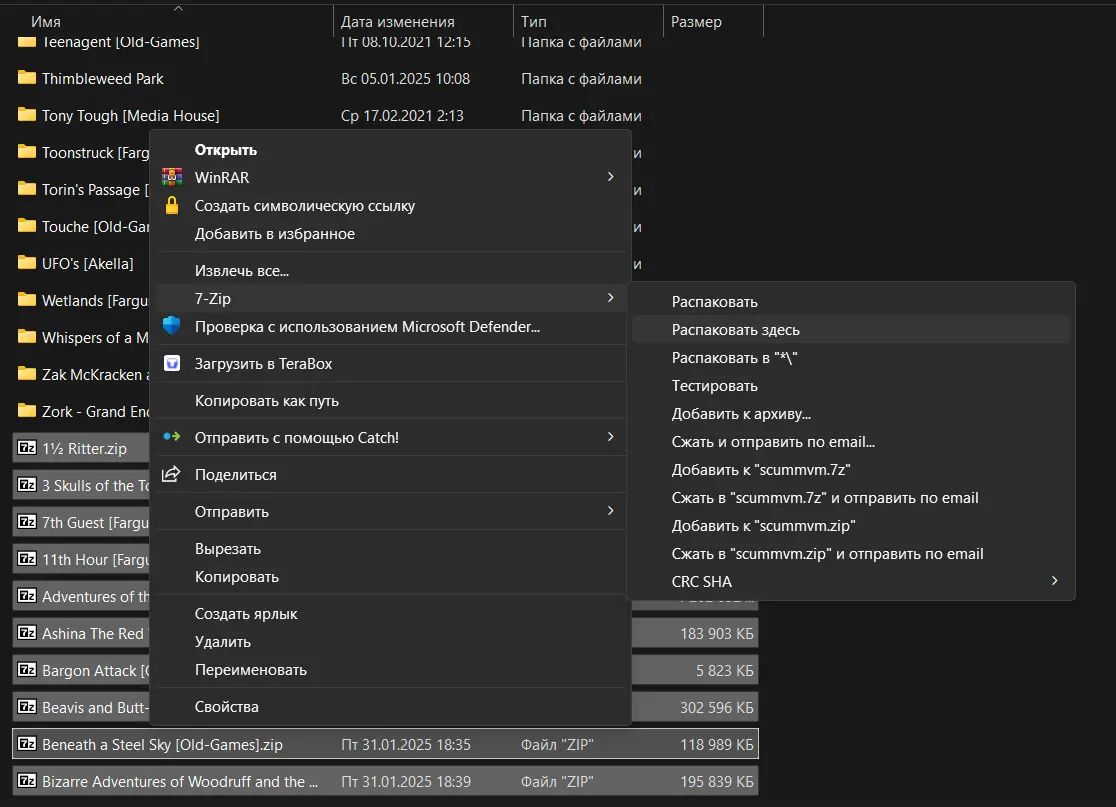 Имя Дата изменения Тип Размер
Teenagent [Old-Games] Пт 08.10.2021 12:15 Папка с файлами
Thimbleweed Park Вс 05.01.2025 10:08 Папка с файлами
Tony Tough [Media House] Ср 17.02.2021 2:13 Папка с файлами
Toonstruck [Farg
Torin's Passage [
Touche [Old-Gar
UFO's [Akella]
Wetlands [Fargu
Whispers of a M
Zak McKracken a
Zork - Grand Enc
1½ Ritter.zip
3 Skulls of the To
7th Guest [Fargu
11th Hour [Fargu
Adventures of th
Ashina The Red 183 903 КБ
Bargon Attack [C 5 823 КБ
Beavis and Butt- 302 596 КБ
Beneath a Steel Sky [Old-Games].zip Пт 31.01.2025 18:35 Файл "ZIP" 118 989 КБ
Bizarre Adventures of Woodruff and the ... Пт 31.01.2025 18:39 Файл "ZIP" 195 839 КБ
Открыть
WinRAR
Создать символическую ссылку
Добавить в избранное
Извлечь все...
7-Zip
Проверка с использованием Microsoft Defender...
Загрузить в TeraBox
Копировать как путь
Отправить с помощью Catch!
Поделиться
Отправить
Вырезать
Копировать
Создать ярлык
Удалить
Переименовать
Свойства
Распаковать
Распаковать здесь
Распаковать в "*\"
Тестировать
Добавить к архиву...
Сжать и отправить по email...
Добавить к "scummvm.7z"
Сжать в "scummvm.7z" и отправить по email
Добавить к "scummvm.zip"
Сжать в "scummvm.zip" и отправить по email
CRC SHA